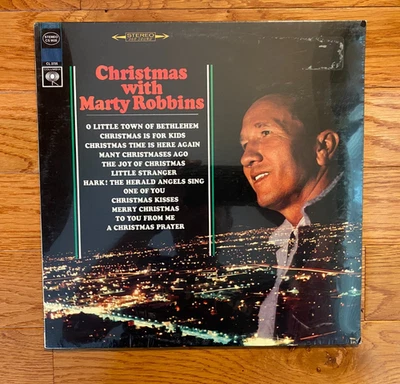 STEREO
Christmas
with
Marty Robbins
O LITTLE TOWN OF BETHLEHEM
CHRISTMAS IS FOR KIDS
CHRISTMAS TIME IS HERE AGAIN
MANY CHRISTMASES AGO
THE JOY OF CHRISTMAS
LITTLE STRANGER
HARK! THE HERALD ANGELS SING
ONE OF YOU
CHRISTMAS KISSES
MERRY CHRISTMAS
TO YOU FROM ME
A CHRISTMAS PRAYER